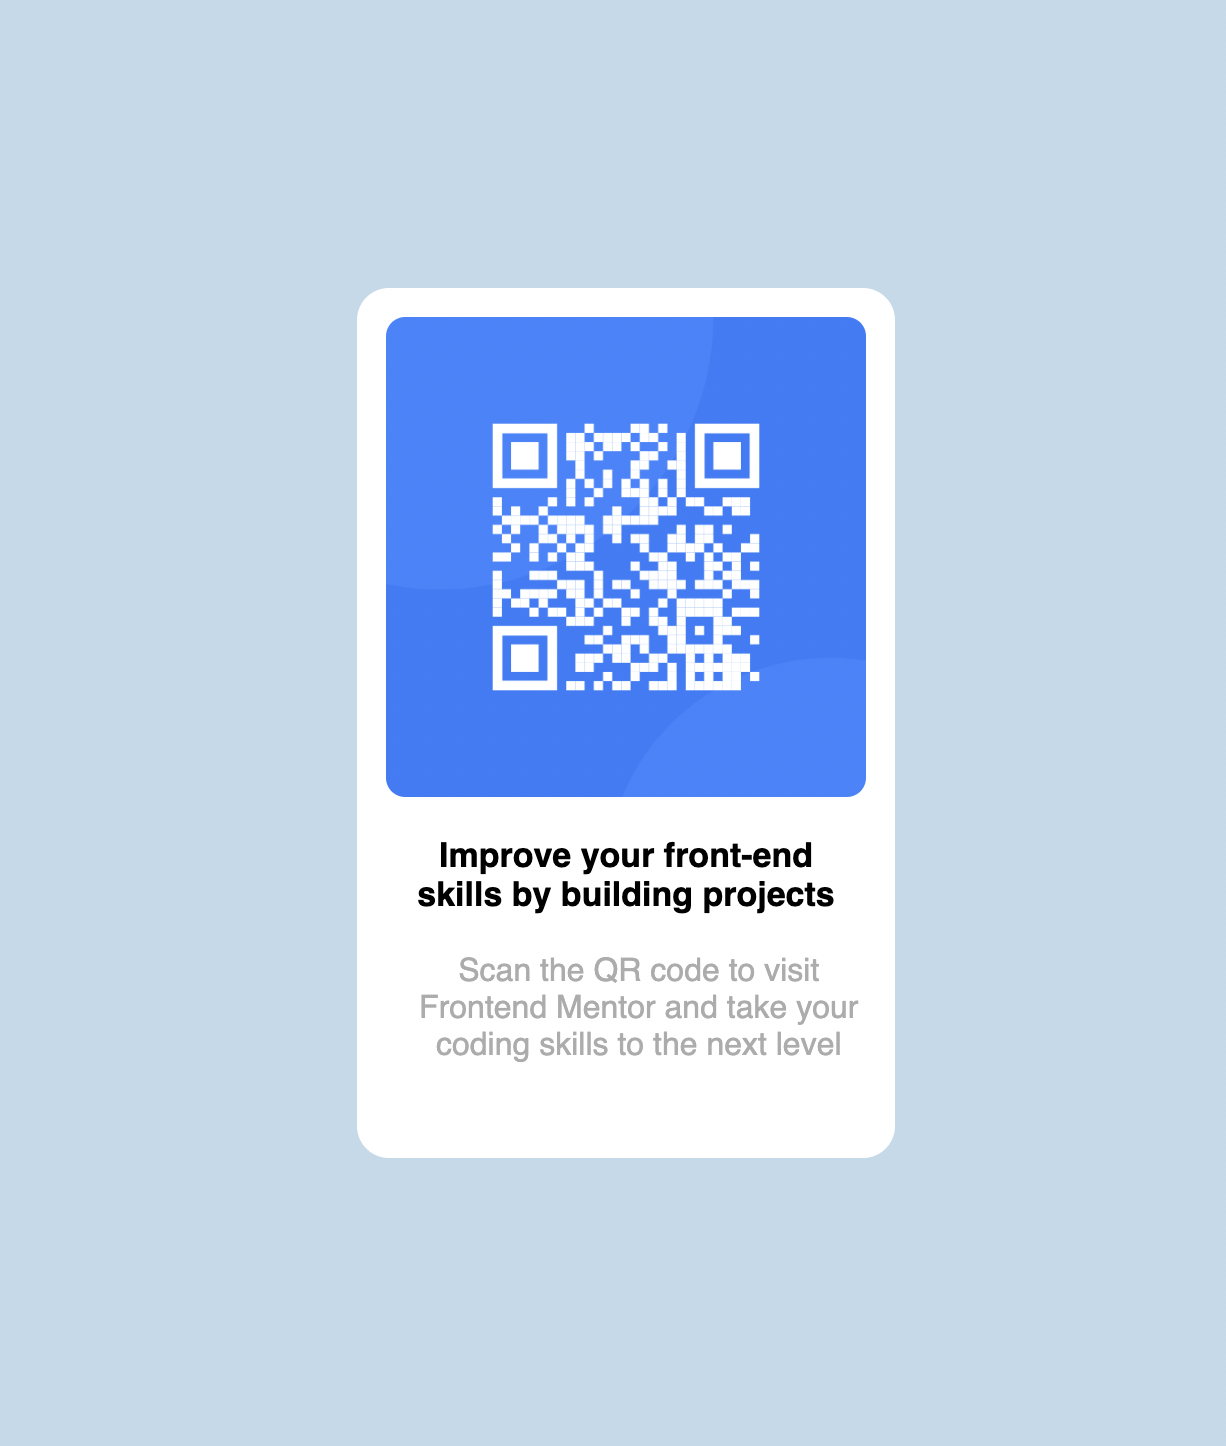 Improve your front-end
skills by building projects
Scan the QR code to visit
Frontend Mentor and take your
coding skills to the next level